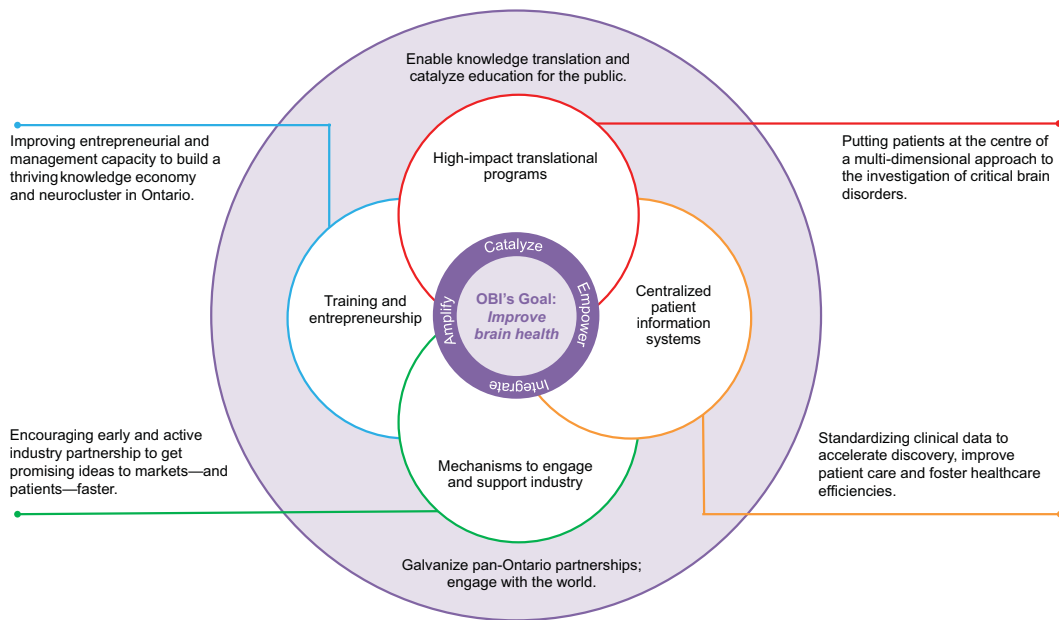 Enable knowledge translation and
catalyze education for the public.
Improving entrepreneurial and
management capacity to build a
thriving knowledge economy
and neurocluster in Ontario.
High-impact translational
programs
Putting patients at the centre of
a multi-dimensional approach to
the investigation of critical brain
disorders.
Training and
entrepreneurship
Catalyze
Empower
Integrate
Amplify
OBI's Goal:
Improve
brain health
Centralized
patient
information
systems
Encouraging early and active
industry partnership to get
promising ideas to markets—and
patients—faster.
Mechanisms to engage
and support industry
Standardizing clinical data to
accelerate discovery, improve
patient care and foster healthcare
efficiencies.
Galvanize pan-Ontario partnerships;
engage with the world.